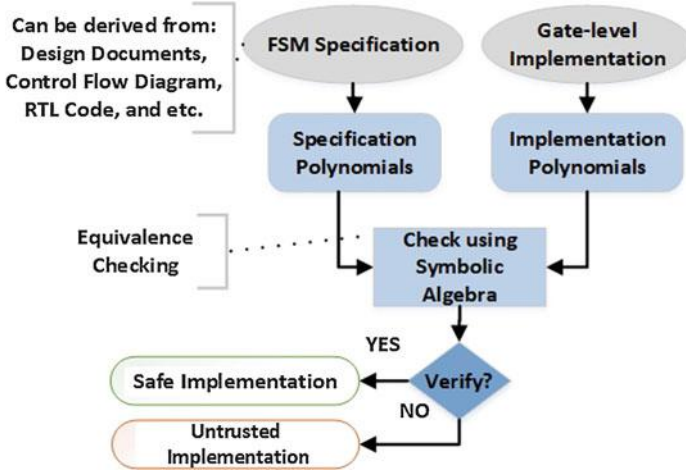 Can be derived from:
Design Documents,
Control Flow Diagram,
RTL Code, and etc.
FSM Specification
Gate-level
Implementation
Specification
Polynomials
Implementation
Polynomials
Equivalence
Checking
Check using
Symbolic
Algebra
YES
Safe Implementation
Verify?
NO
Untrusted
Implementation